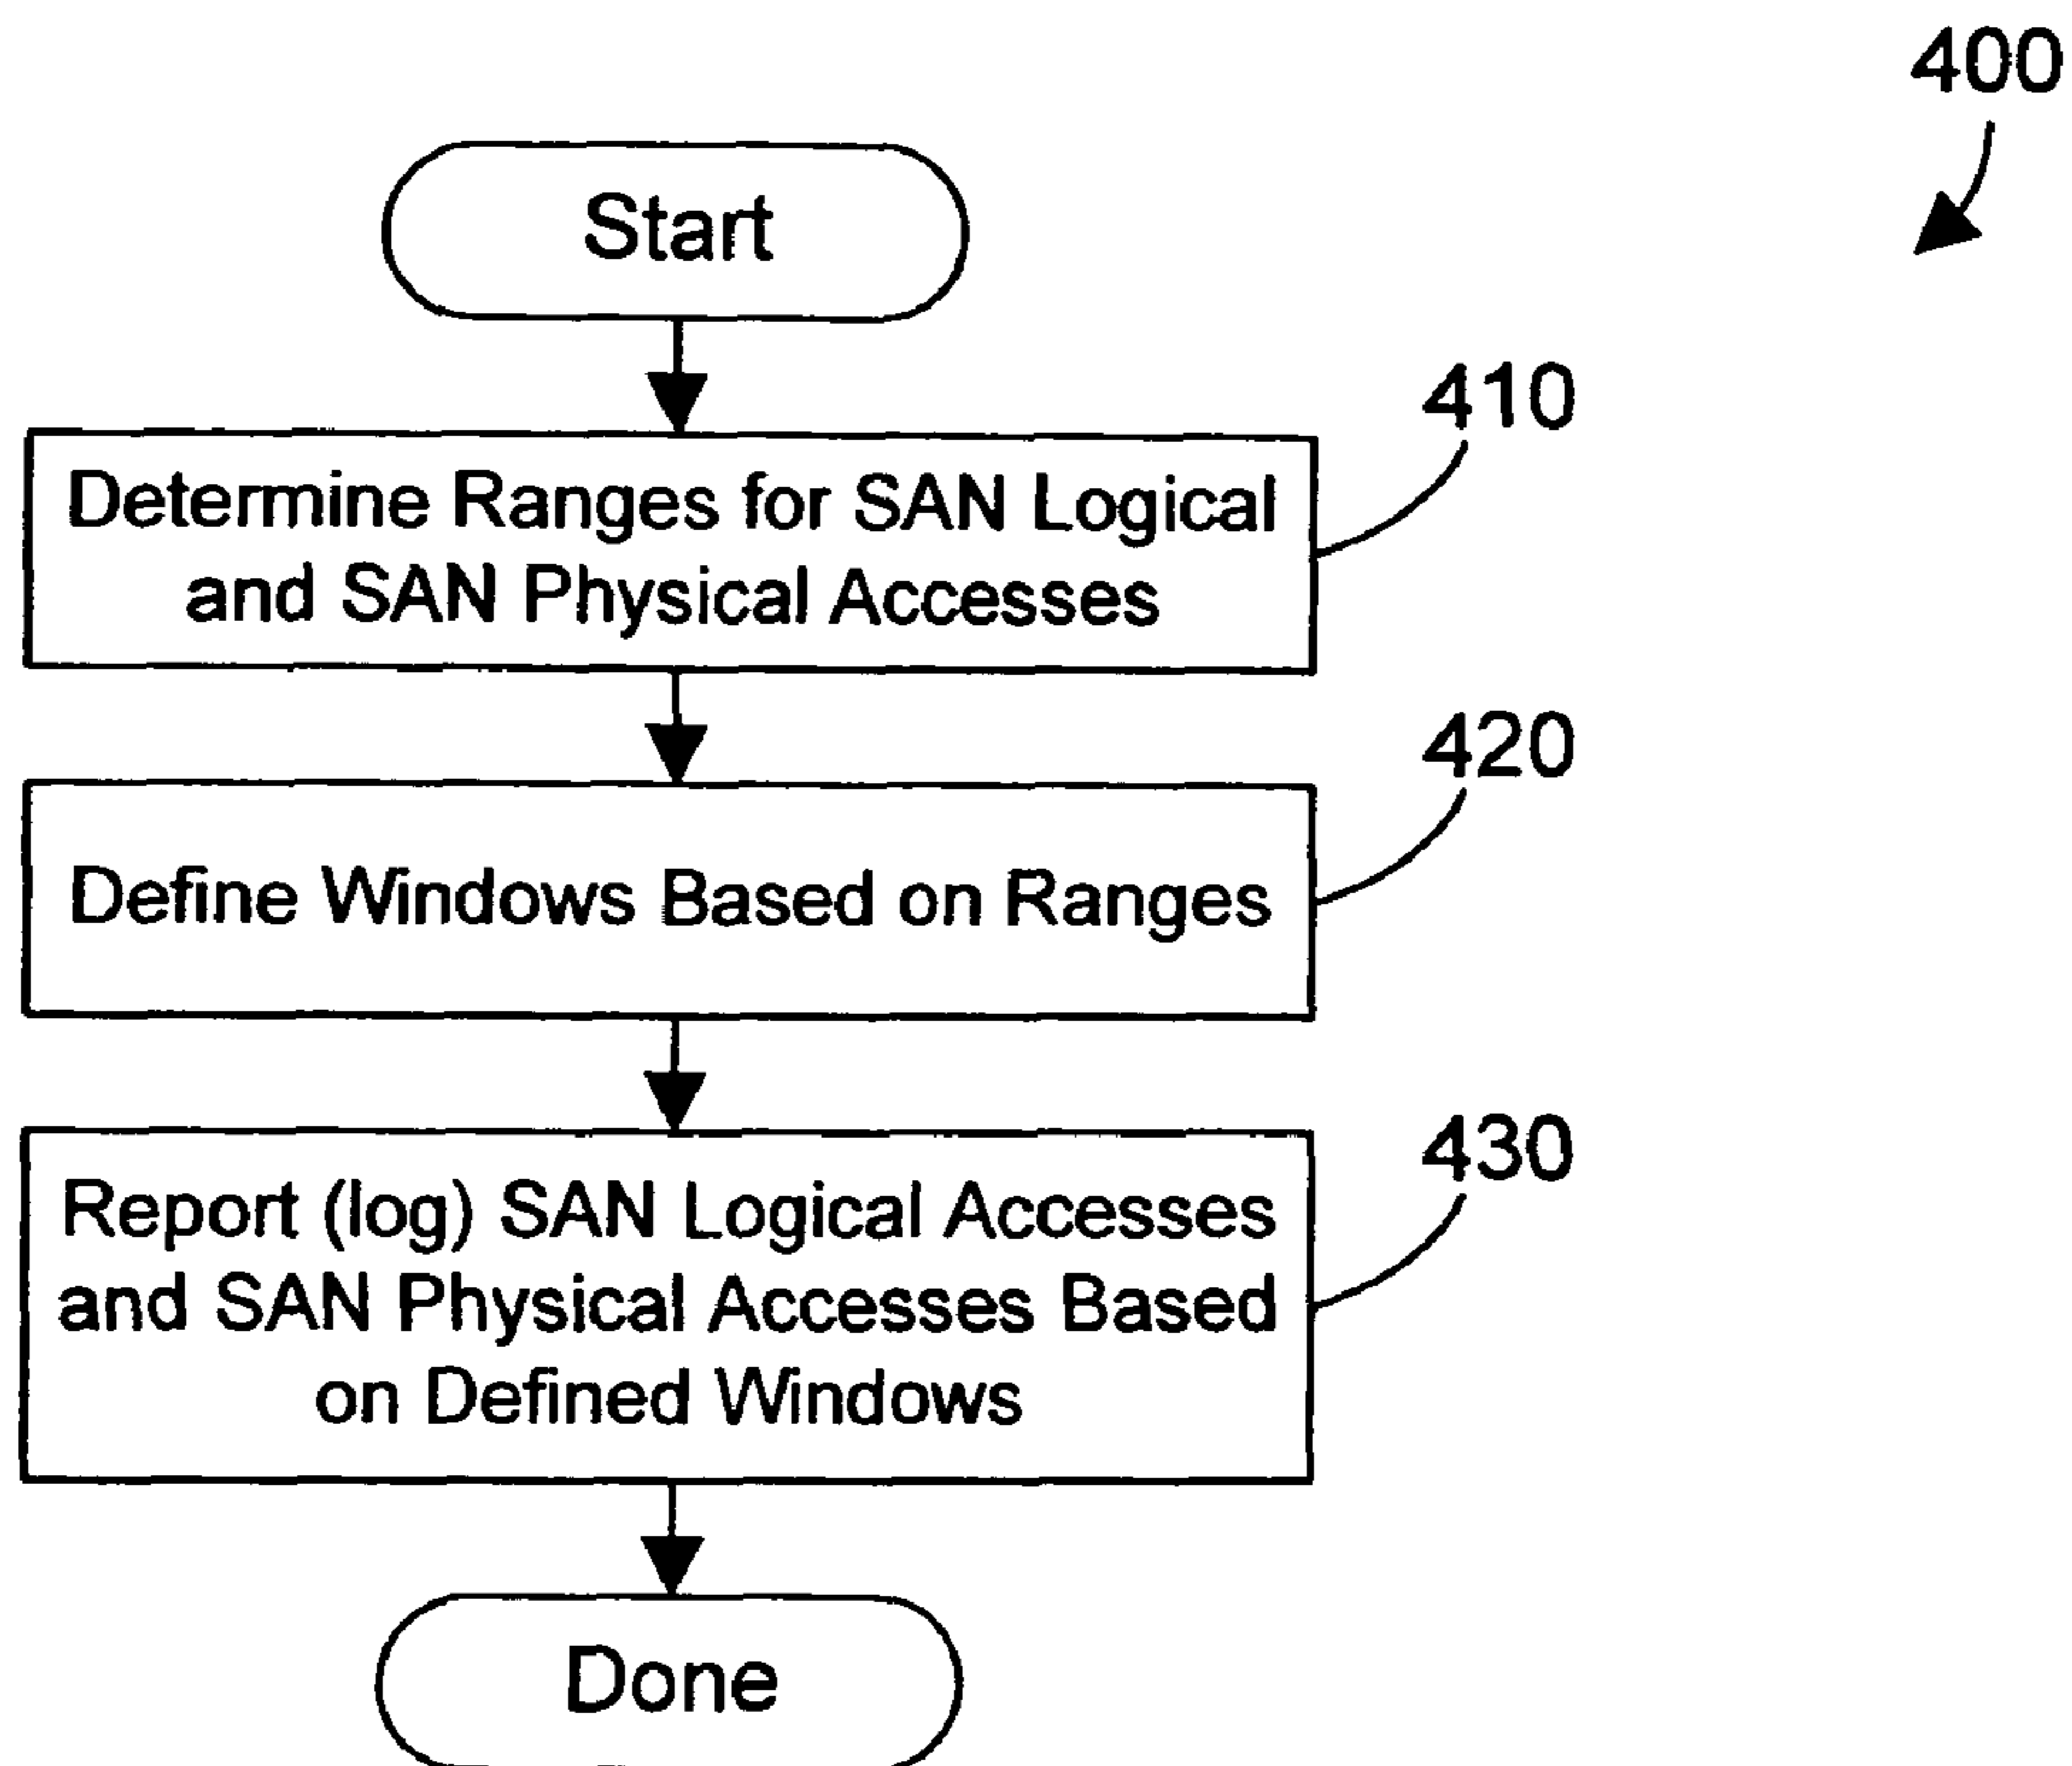 400
Start
410
Determine Ranges for SAN Logical
and SAN Physical Accesses
420
Define Windows Based on Ranges
430
Report (log) SAN Logical Accesses
and SAN Physical Accesses Based
on Defined Windows
Done